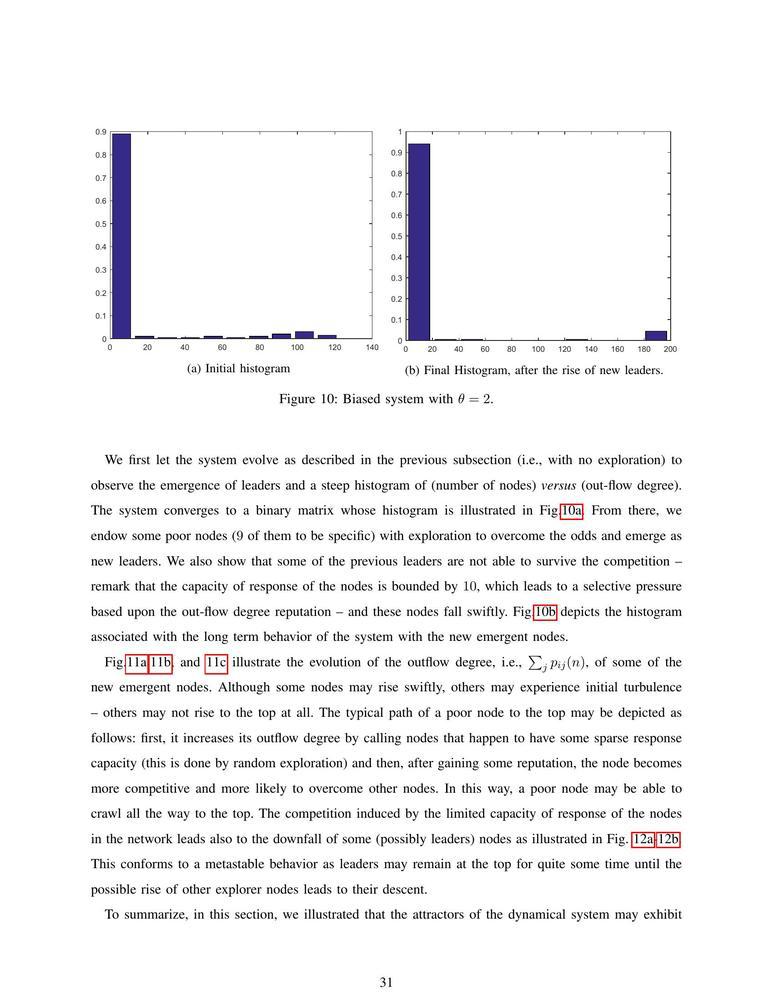 0.9
0.8
0.7
0.6
0.5
0.4
0.3
0.2
0.1
0
0 20 40 60 80 100 120 140
(a) Initial histogram
1
0.9
0.8
0.7
0.6
0.5
0.4
0.3
0.2
0.1
0
0 20 40 60 80 100 120 140 160 180 200
(b) Final Histogram, after the rise of new leaders.
Figure 10: Biased system with θ = 2.
We first let the system evolve as described in the previous subsection (i.e., with no exploration) to
observe the emergence of leaders and a steep histogram of (number of nodes) versus (out-flow degree).
The system converges to a binary matrix whose histogram is illustrated in Fig.10a. From there, we
endow some poor nodes (9 of them to be specific) with exploration to overcome the odds and emerge as
new leaders. We also show that some of the previous leaders are not able to survive the competition –
remark that the capacity of response of the nodes is bounded by 10, which leads to a selective pressure
based upon the out-flow degree reputation – and these nodes fall swiftly. Fig.10b depicts the histogram
associated with the long term behavior of the system with the new emergent nodes.
Fig.11a,11b, and 11c illustrate the evolution of the outflow degree, i.e., ∑_j p_{ij}(n), of some of the
new emergent nodes. Although some nodes may rise swiftly, others may experience initial turbulence
– others may not rise to the top at all. The typical path of a poor node to the top may be depicted as
follows: first, it increases its outflow degree by calling nodes that happen to have some sparse response
capacity (this is done by random exploration) and then, after gaining some reputation, the node becomes
more competitive and more likely to overcome other nodes. In this way, a poor node may be able to
crawl all the way to the top. The competition induced by the limited capacity of response of the nodes
in the network leads also to the downfall of some (possibly leaders) nodes as illustrated in Fig. 12a-12b.
This conforms to a metastable behavior as leaders may remain at the top for quite some time until the
possible rise of other explorer nodes leads to their descent.
To summarize, in this section, we illustrated that the attractors of the dynamical system may exhibit
31